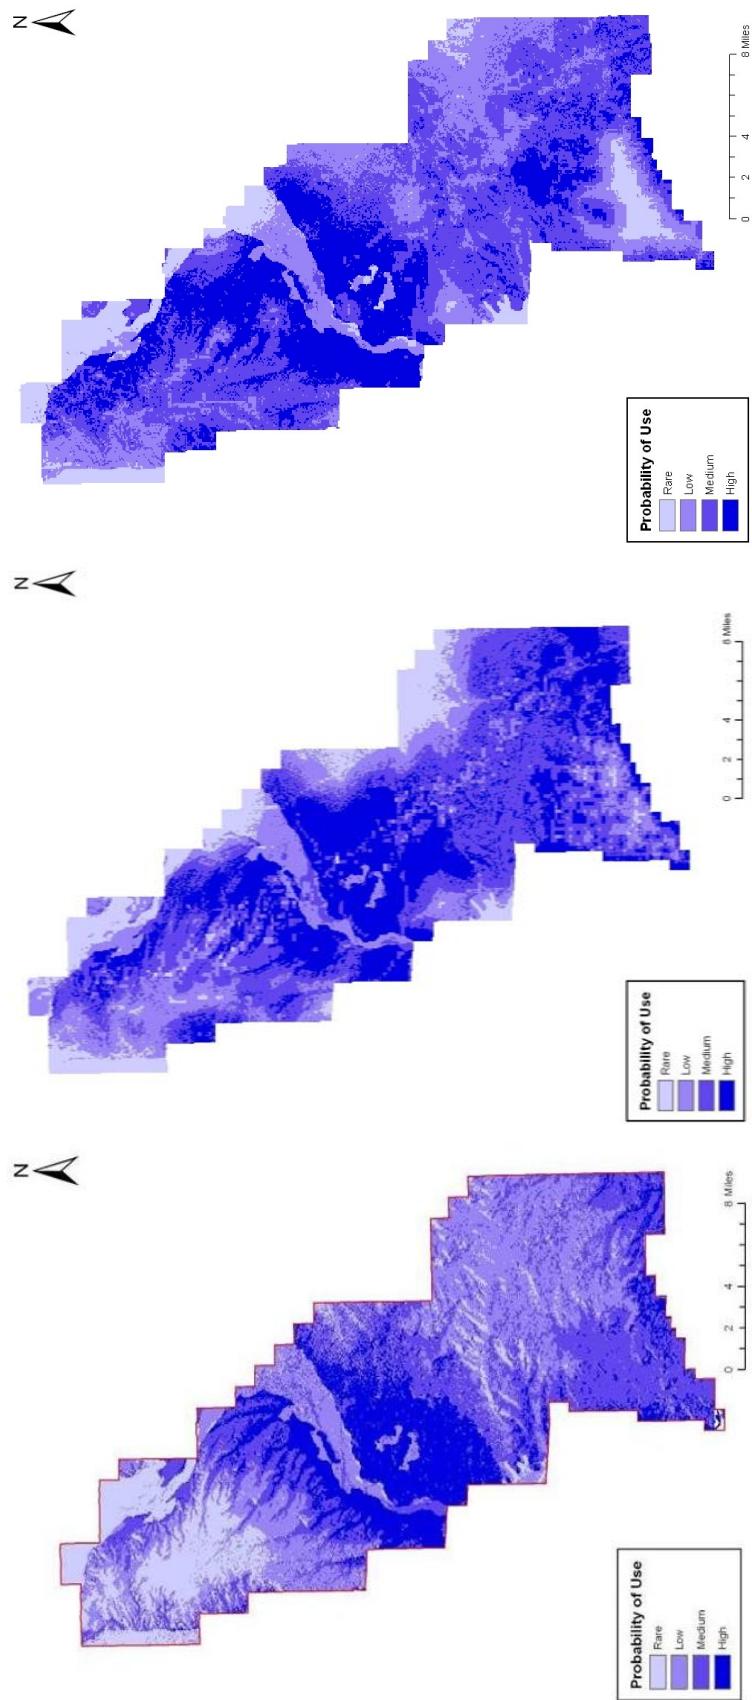 N
0 2 4 8 Miles
Probability of Use
Rare
Low
Medium
High
N
0 2 4 8 Miles
Probability of Use
Rare
Low
Medium
High
N
0 2 4 8 Miles
Probability of Use
Rare
Low
Medium
High